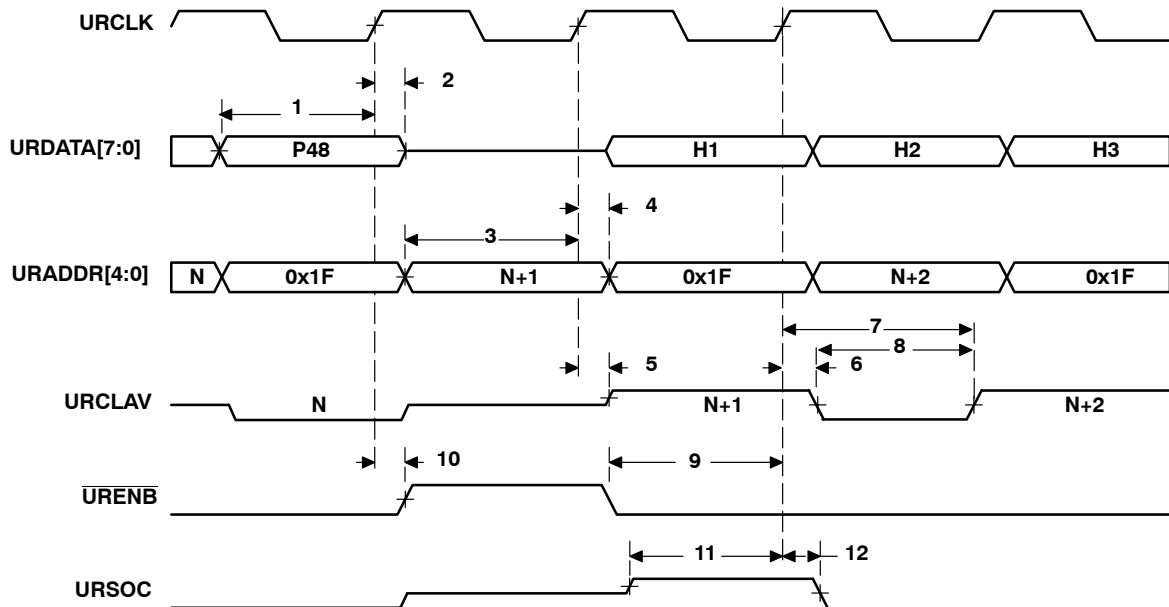 URCLK
2
1
URDATA[7:0] P48 H1 H2 H3
4
3
URADDR[4:0] N 0x1F N+1 0x1F N+2 0x1F
7
8
5 6
URCLAV N N+1 N+2
10 9
URENB
11 12
URSOC